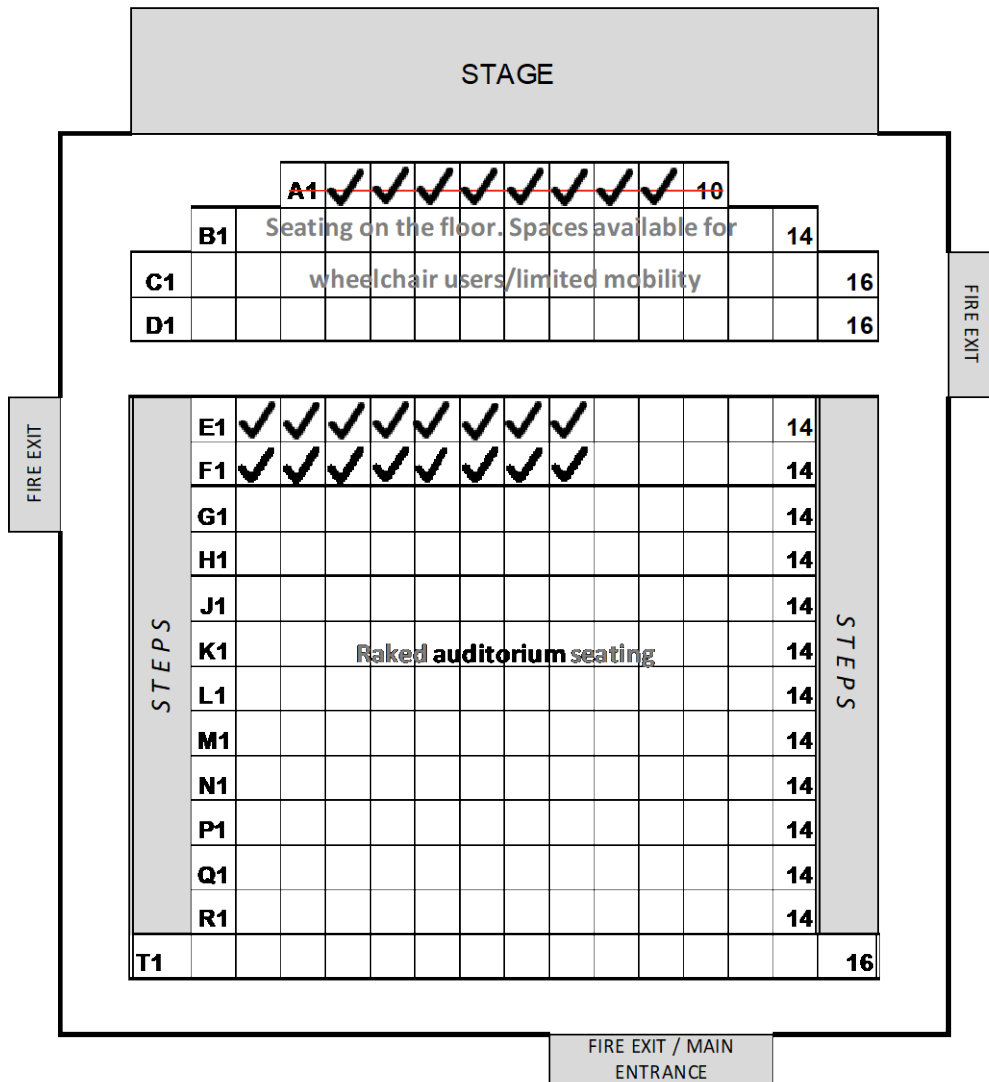 STAGE
A1 10
B1 Seating on the floor. Spaces available for 14
C1 wheelchair users/limited mobility 16
D1 16
FIRE EXIT
FIRE EXIT
E1 14
F1 14
G1 14
H1 14
J1 14
K1 Raked auditorium seating 14
L1 14
M1 14
N1 14
P1 14
Q1 14
R1 14
STEPS
STEPS
T1 16
FIRE EXIT / MAIN
ENTRANCE